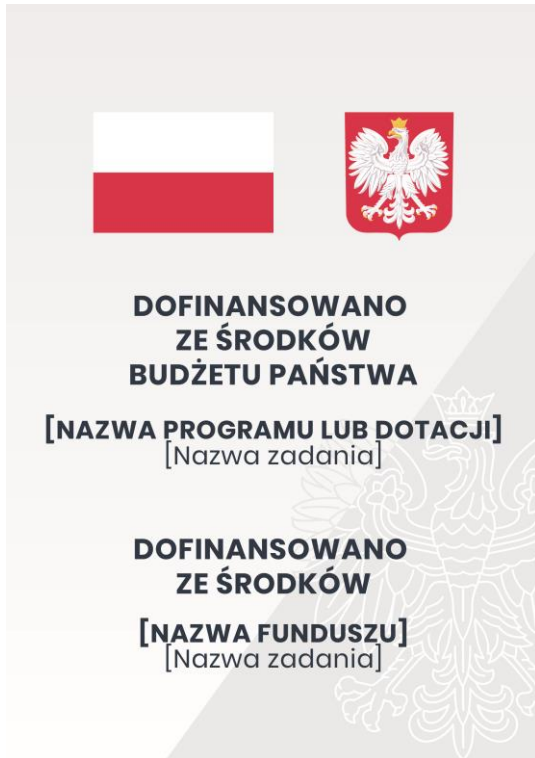 DOFINANSOWANO
ZE ŚRODKÓW
BUDŻETU PAŃSTWA
[NAZWA PROGRAMU LUB DOTACJI]
[Nazwa zadania]
DOFINANSOWANO
ZE ŚRODKÓW
[NAZWA FUNDUSZU]
[Nazwa zadania]